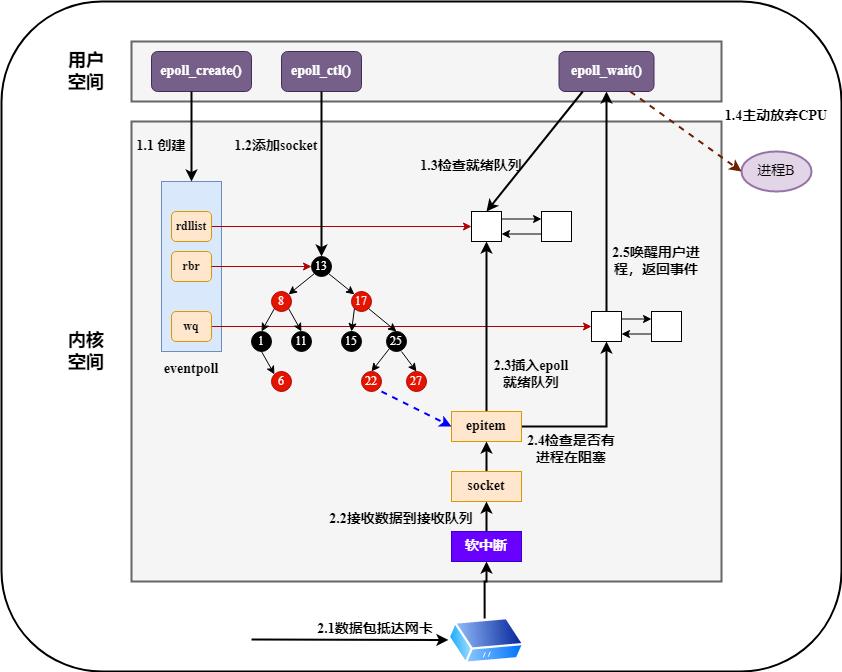 用户
空间
epoll_create()
epoll_ctl()
epoll_wait()
1.1 创建
1.2添加socket
1.3检查就绪队列
1.4主动放弃CPU
进程B
rdllist
rbr
wq
eventpoll
内核
空间
13
8
17
1
11
15
25
6
22
27
2.5唤醒用户进
程，返回事件
2.3插入epoll
就绪队列
epitem
2.4检查是否有
进程在阻塞
socket
2.2接收数据到接收队列
软中断
2.1数据包抵达网卡